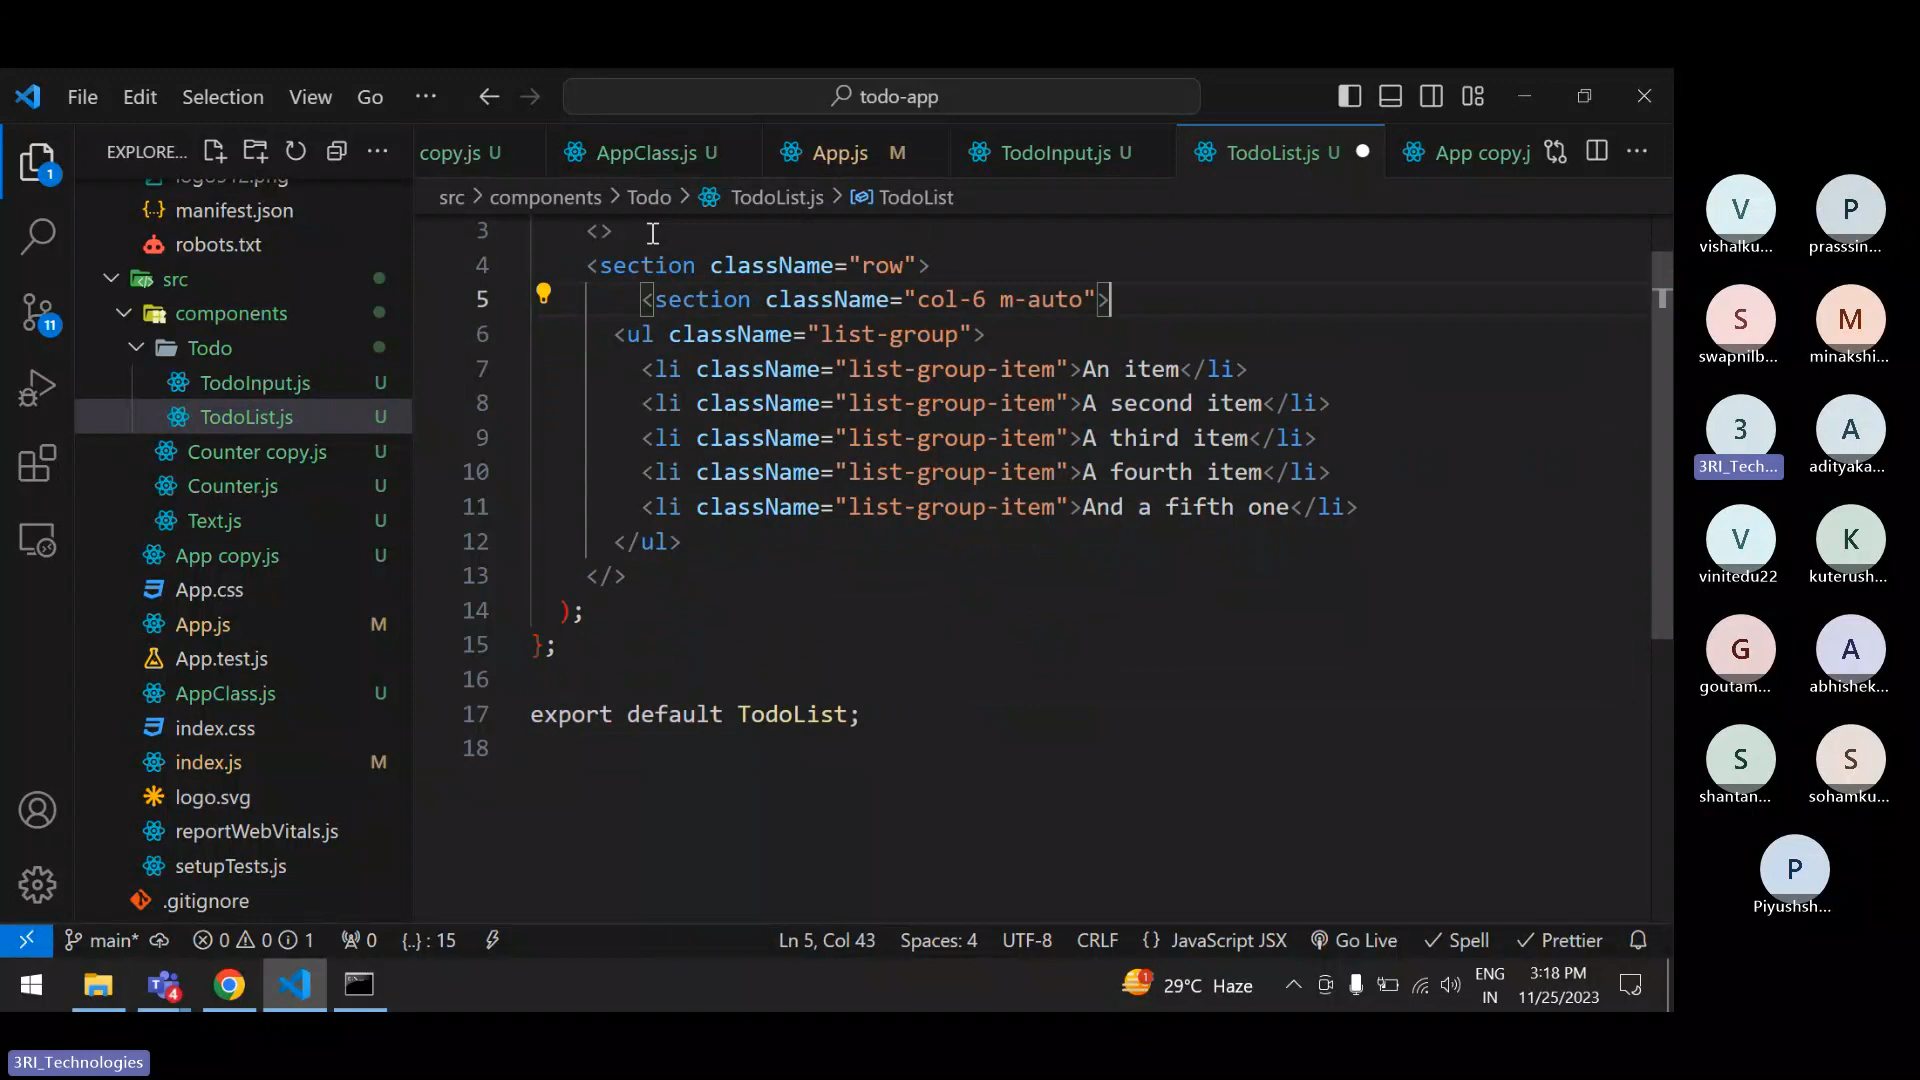 File Edit Selection View Go ··· todo-app
EXPLORE...
copy.js U AppClass.js U App.js M TodoInput.js U TodoList.js U App copy.j
src > components > Todo > TodoList.js > TodoList
manifest.json
robots.txt
src
components
Todo
TodoInput.js U
TodoList.js U
Counter copy.js U
Counter.js U
Text.js U
App copy.js U
App.css
App.js M
App.test.js
AppClass.js U
index.css
index.js M
logo.svg
reportWebVitals.js
setupTests.js
.gitignore
1
11
3 <>
4 <section className="row">
5 <section className="col-6 m-auto">
6 <ul className="list-group">
7 <li className="list-group-item">An item</li>
8 <li className="list-group-item">A second item</li>
9 <li className="list-group-item">A third item</li>
10 <li className="list-group-item">A fourth item</li>
11 <li className="list-group-item">And a fifth one</li>
12 </ul>
13 </>
14 );
15 };
16
17 export default TodoList;
18
main* 0 0 1 0 {..} : 15 Ln 5, Col 43 Spaces: 4 UTF-8 CRLF {} JavaScript JSX Go Live Spell Prettier
4 1 29°C Haze ENG IN 3:18 PM 11/25/2023
V vishalku...
P prasssin...
S swapnilb...
M minakshi...
3 3RI_Tech...
A adityaka...
V vinitedu22
K kuterush...
G goutam...
A abhishek...
S shantan...
S sohamku...
P Piyushsh...
3RI_Technologies